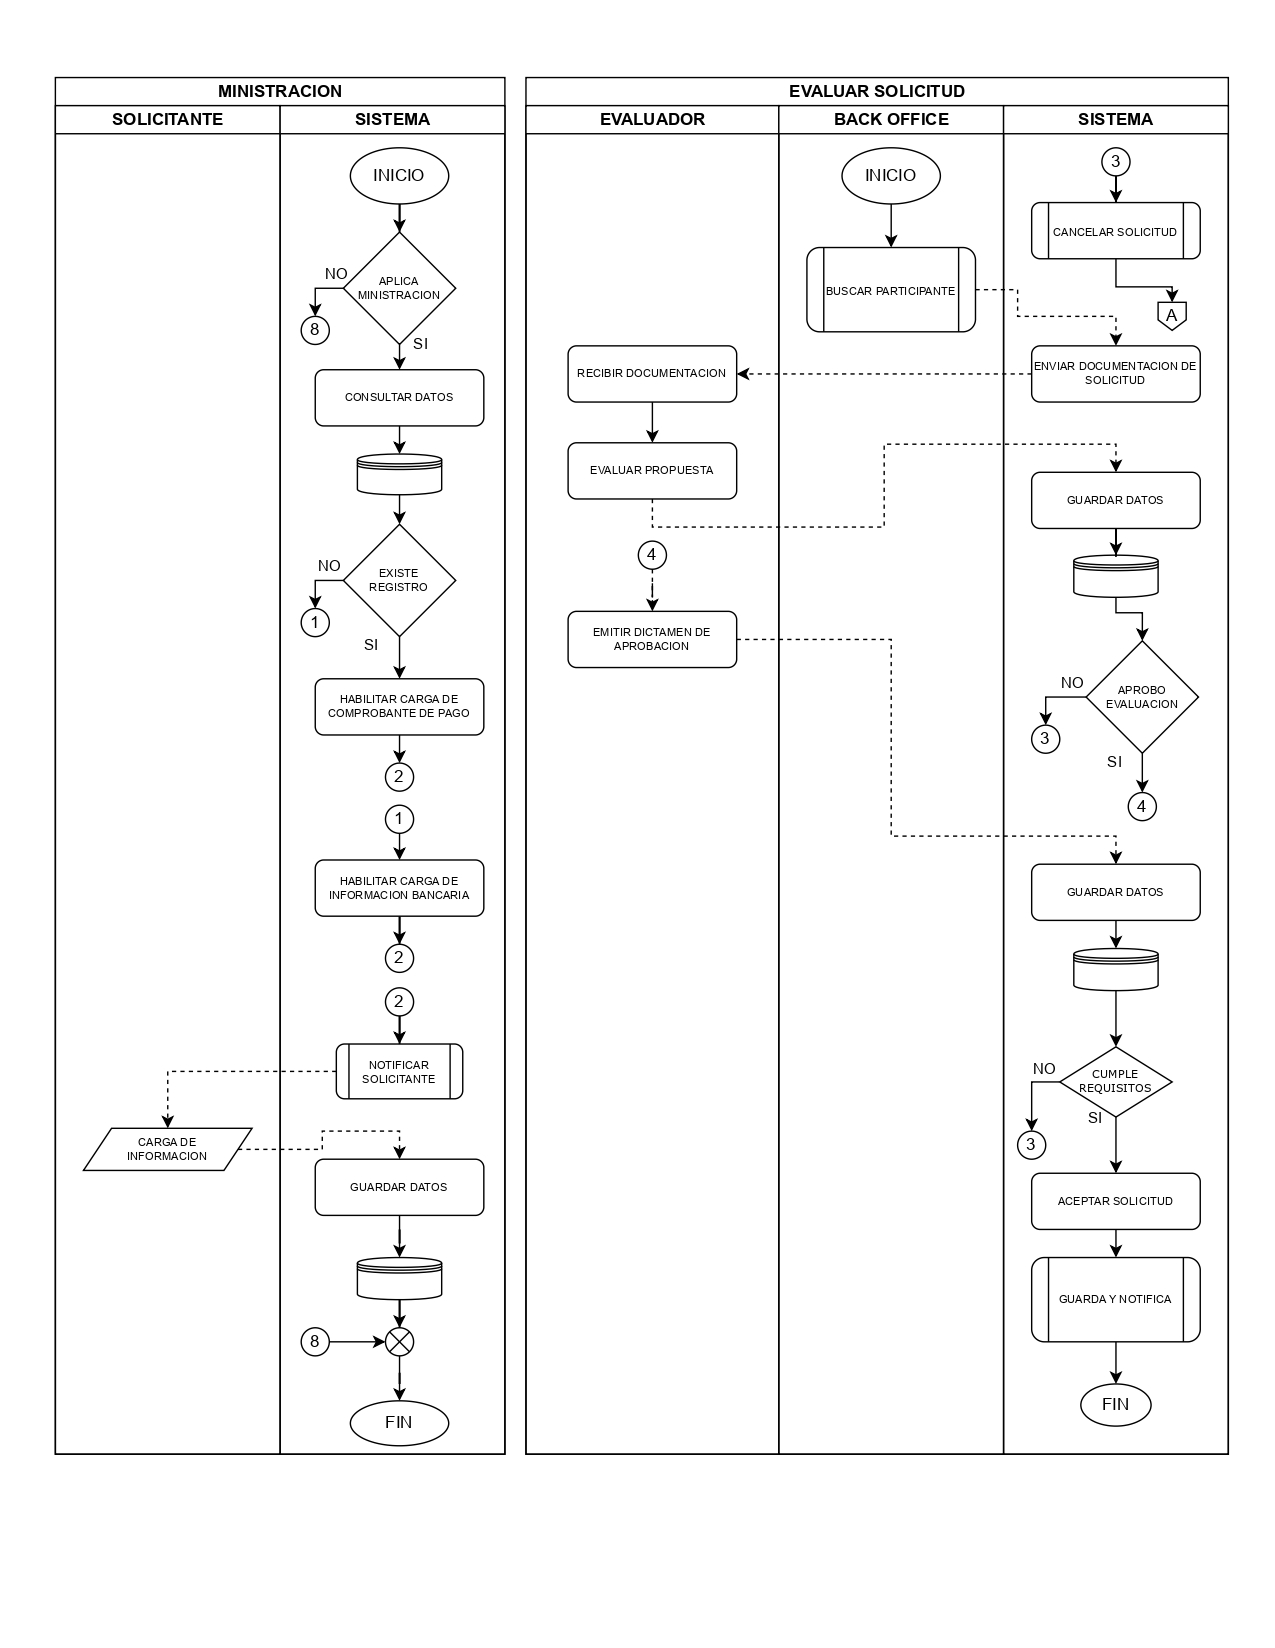 MINISTRACION
SOLICITANTE
SISTEMA
INICIO
APLICA
MINISTRACION
NO
8
SI
CONSULTAR DATOS
EXISTE
REGISTRO
NO
1
SI
HABILITAR CARGA DE
COMPROBANTE DE PAGO
2
1
HABILITAR CARGA DE
INFORMACION BANCARIA
2
2
NOTIFICAR
SOLICITANTE
CARGA DE
INFORMACION
GUARDAR DATOS
8
FIN
EVALUAR SOLICITUD
EVALUADOR
BACK OFFICE
SISTEMA
INICIO
BUSCAR PARTICIPANTE
3
CANCELAR SOLICITUD
A
ENVIAR DOCUMENTACION DE
SOLICITUD
RECIBIR DOCUMENTACION
EVALUAR PROPUESTA
GUARDAR DATOS
4
EMITIR DICTAMEN DE
APROBACION
APROBO
EVALUACION
NO
3
SI
4
GUARDAR DATOS
CUMPLE
REQUISITOS
NO
3
SI
ACEPTAR SOLICITUD
GUARDA Y NOTIFICA
FIN